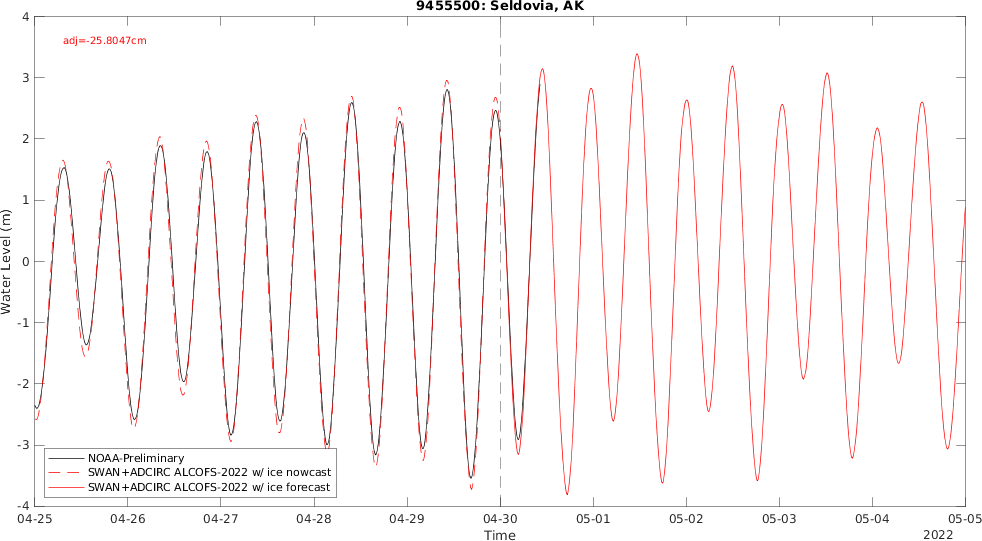 9455500: Seldovia, AK
adj=-25.8047cm
4
3
2
1
0
-1
-2
-3
-4
Water Level (m)
NOAA-Preliminary
SWAN+ADCIRC ALCOFS-2022 w/ ice nowcast
SWAN+ADCIRC ALCOFS-2022 w/ ice forecast
04-25 04-26 04-27 04-28 04-29 04-30 05-01 05-02 05-03 05-04 05-05
Time
2022